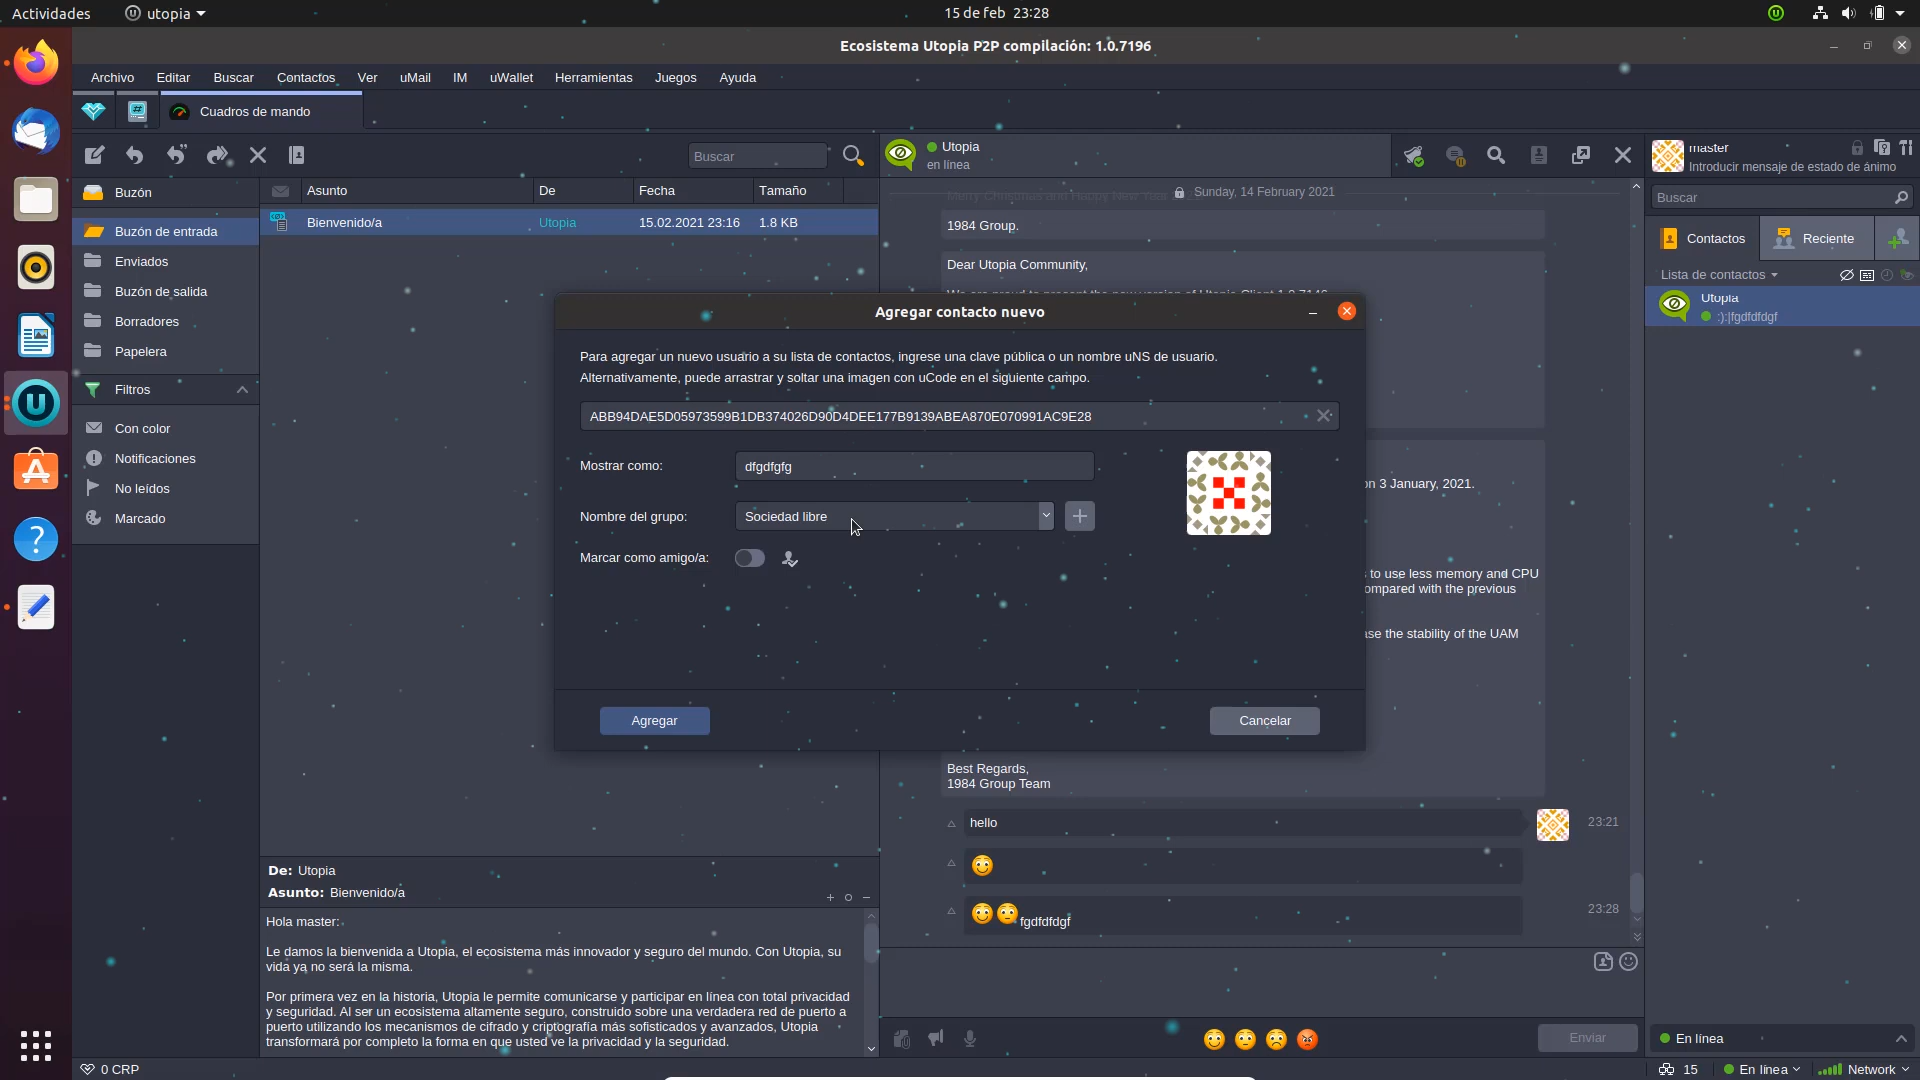 Actividades
utopia
15 de feb 23:28
Ecosistema Utopia P2P compilación: 1.0.7196
Archivo Editar Buscar Contactos Ver uMail IM uWallet Herramientas Juegos Ayuda
Cuadros de mando
Buscar
Buzón
Buzón de entrada
Enviados
Buzón de salida
Borradores
Papelera
Filtros
Con color
Notificaciones
No leídos
Marcado
Asunto De Fecha Tamaño
Bienvenido/a Utopia 15.02.2021 23:16 1.8 KB
De: Utopia
Asunto: Bienvenido/a
Hola master:
Le damos la bienvenida a Utopia, el ecosistema más innovador y seguro del mundo. Con Utopia, su
vida ya no será la misma.
Por primera vez en la historia, Utopia le permite comunicarse y participar en línea con total privacidad
y seguridad. Al ser un ecosistema altamente seguro, construido sobre una verdadera red de puerto a
puerto utilizando los mecanismos de cifrado y criptografía más sofisticados y avanzados, Utopia
transformará por completo la forma en que usted ve la privacidad y la seguridad.
Agregar contacto nuevo
Para agregar un nuevo usuario a su lista de contactos, ingrese una clave pública o un nombre uNS de usuario.
Alternativamente, puede arrastrar y soltar una imagen con uCode en el siguiente campo.
ABB94DAE5D05973599B1DB374026D90D4DEE177B9139ABEA870E070991AC9E28
Mostrar como: dfgdfgfg
Nombre del grupo: Sociedad libre
Marcar como amigo/a:
Agregar
Cancelar
Utopia
en línea
Merry Christmas and Happy New Year
Sunday, 14 February 2021
1984 Group.
Dear Utopia Community,
on 3 January, 2021.
to use less memory and CPU
compared with the previous
the stability of the UAM
Best Regards,
1984 Group Team
hello
23:21
fgdfdfdgf
23:28
Enviar
master
Introducir mensaje de estado de ánimo
Buscar
Contactos
Reciente
Lista de contactos
Utopia
:):|fgdfdfdgf
En línea
0 CRP
15
En línea
Network